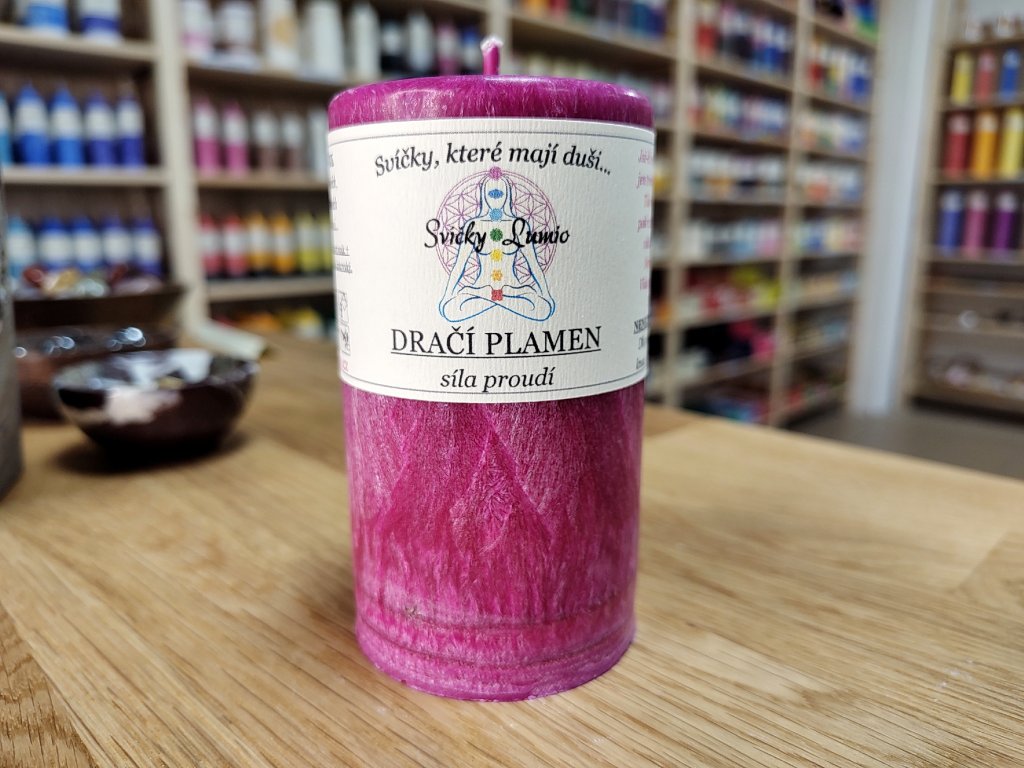 Svíčky, které mají duši...
Svíčky Lumio
DRAČÍ PLAMEN
síla proudí